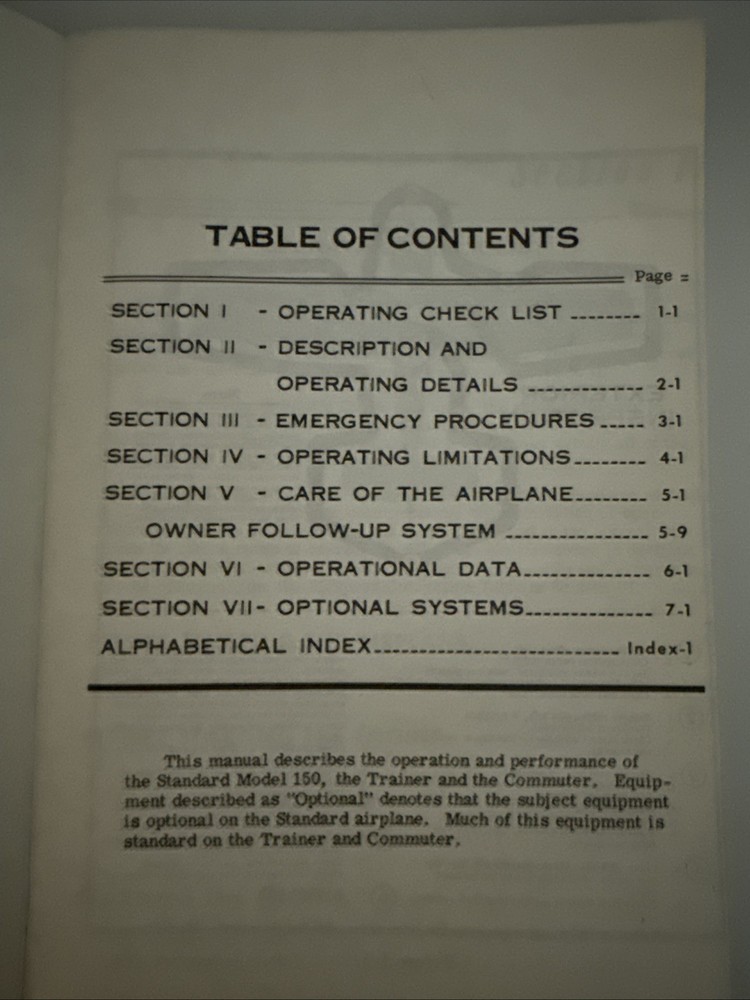 TABLE OF CONTENTS
Page =
SECTION I - OPERATING CHECK LIST -------- 1-1
SECTION II - DESCRIPTION AND
OPERATING DETAILS ------------- 2-1
SECTION III - EMERGENCY PROCEDURES ----- 3-1
SECTION IV - OPERATING LIMITATIONS -------- 4-1
SECTION V - CARE OF THE AIRPLANE -------- 5-1
OWNER FOLLOW-UP SYSTEM ---------------- 5-9
SECTION VI - OPERATIONAL DATA -------------- 6-1
SECTION VII - OPTIONAL SYSTEMS -------------- 7-1
ALPHABETICAL INDEX --------------------------- Index-1
This manual describes the operation and performance of
the Standard Model 150, the Trainer and the Commuter. Equip-
ment described as "Optional" denotes that the subject equipment
is optional on the Standard airplane. Much of this equipment is
standard on the Trainer and Commuter.